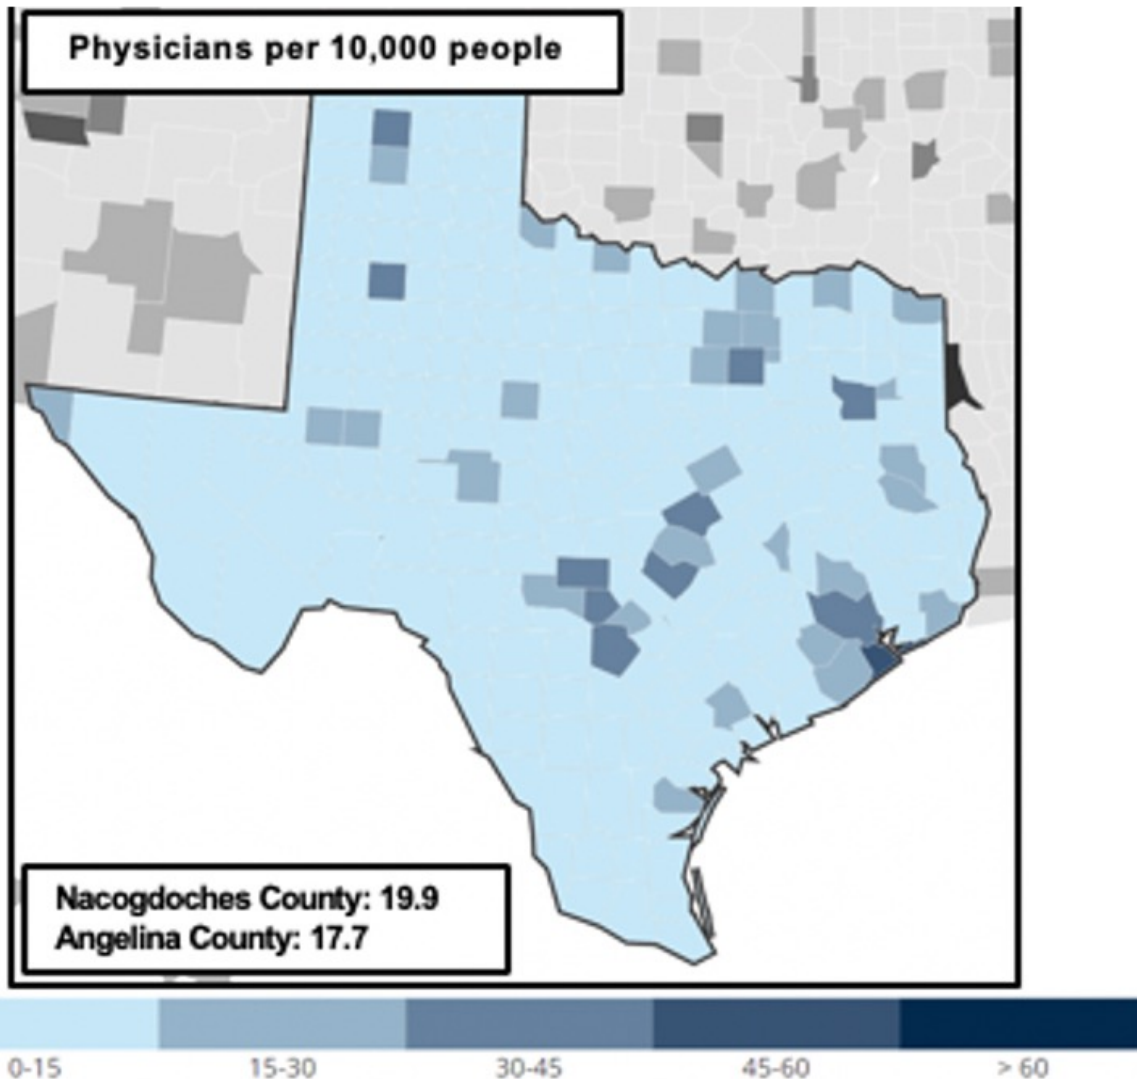 Physicians per 10,000 people
Nacogdoches County: 19.9
Angelina County: 17.7
0-15 15-30 30-45 45-60 > 60